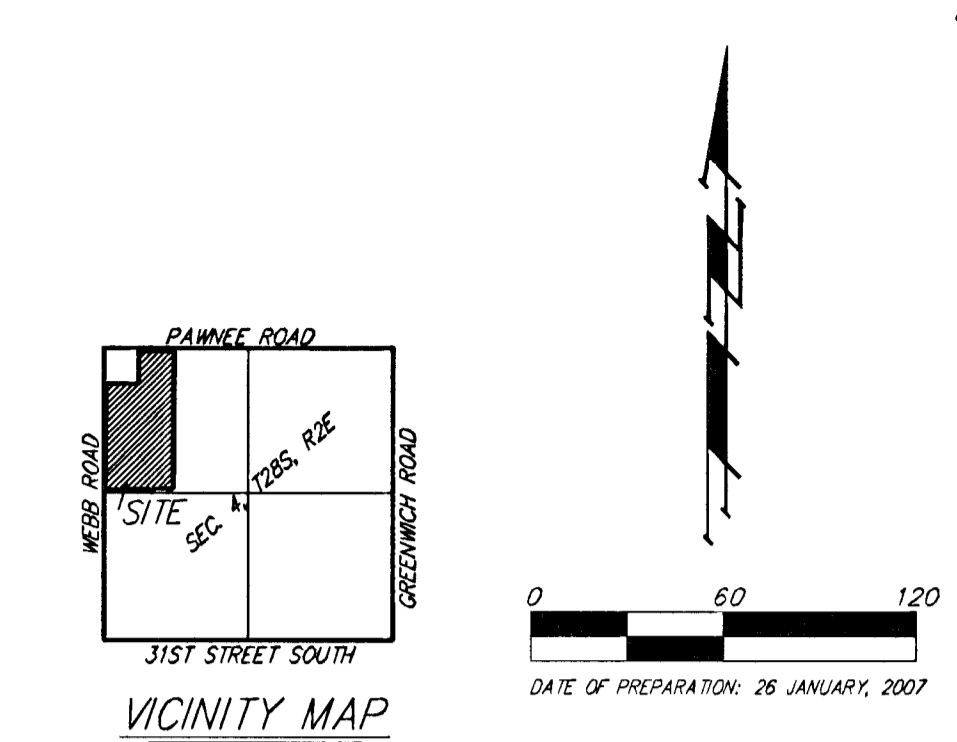 PAWNEE ROAD
WEBB ROAD
SITE
SEC. 4, T28S, R2E
GREENWICH ROAD
31ST STREET SOUTH
VICINITY MAP
0 60 120
DATE OF PREPARATION: 26 JANUARY, 2007